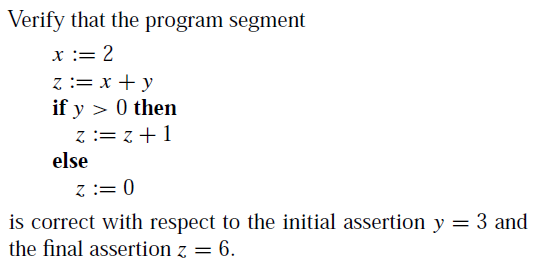 Verify that the program segment
x := 2
z := x + y
if y > 0 then
z := z + 1
else
z := 0
is correct with respect to the initial assertion y = 3 and
the final assertion z = 6.